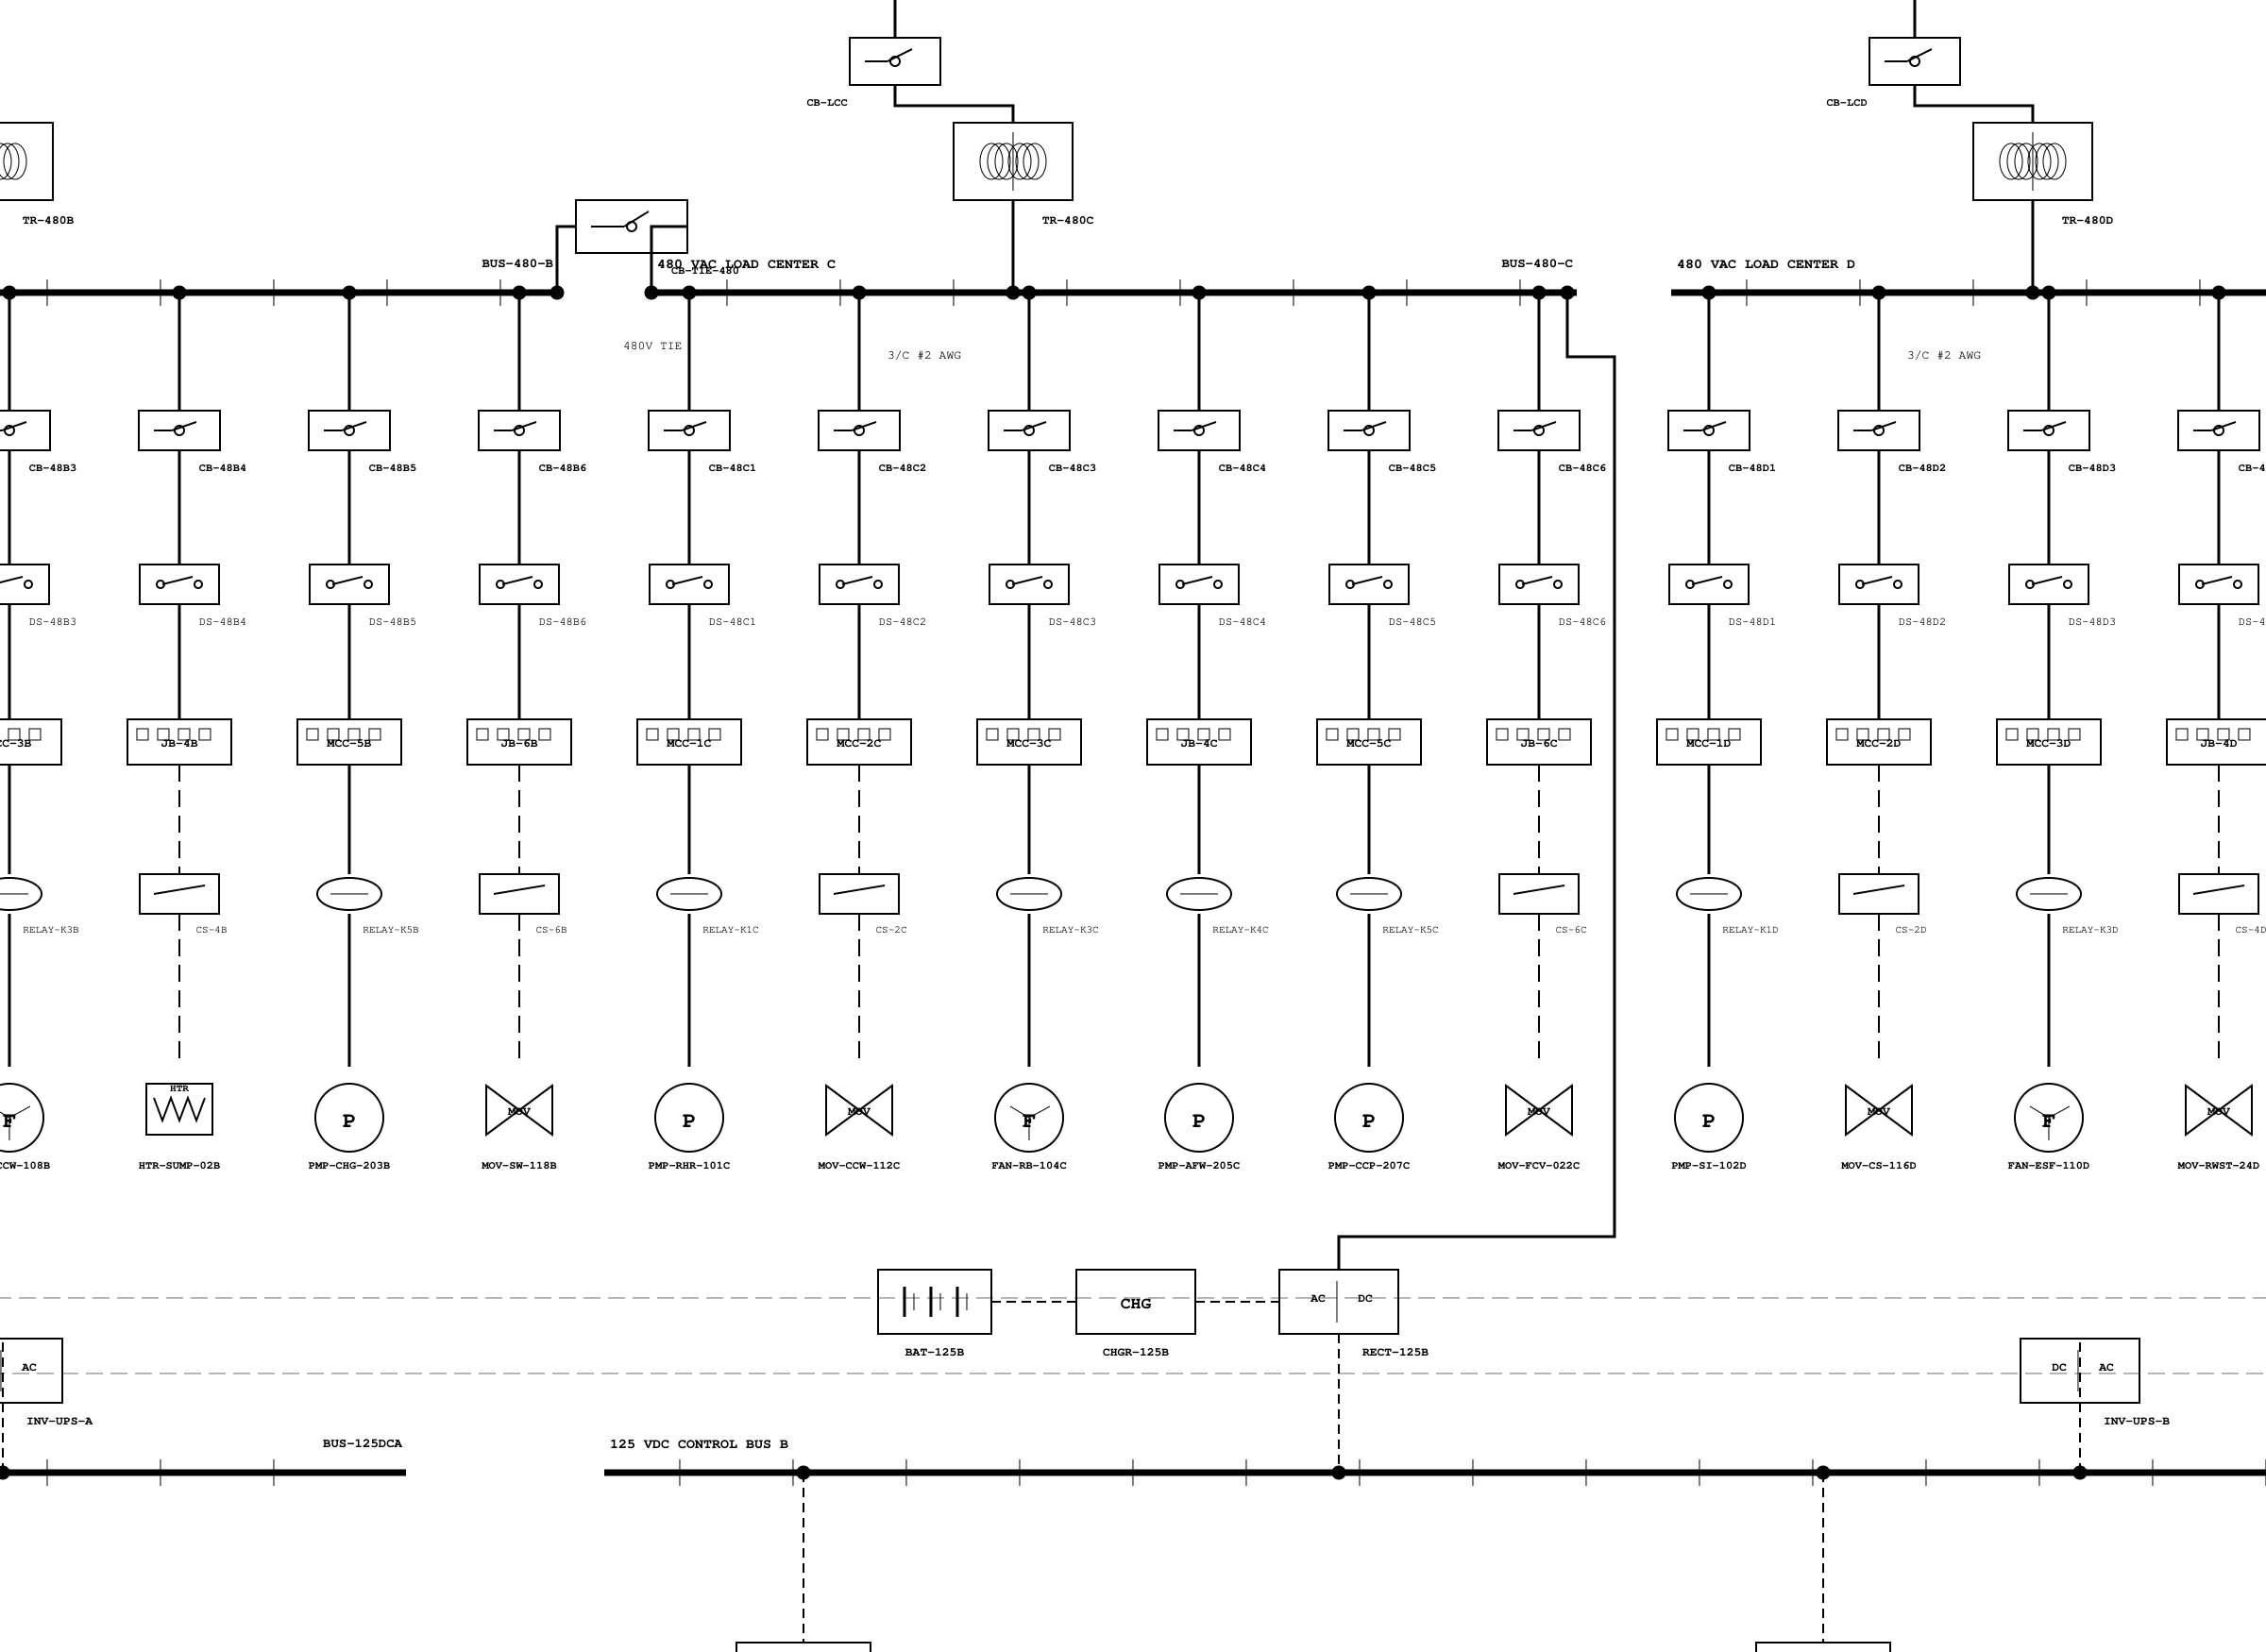 CB-LCC
CB-LCD
TR-480B
TR-480C
TR-480D
BUS-480-B
480 VAC LOAD CENTER C
CB-TIE-480
BUS-480-C
480 VAC LOAD CENTER D
480V TIE
3/C #2 AWG
3/C #2 AWG
CB-48B3
CB-48B4
CB-48B5
CB-48B6
CB-48C1
CB-48C2
CB-48C3
CB-48C4
CB-48C5
CB-48C6
CB-48D1
CB-48D2
CB-48D3
CB-4
DS-48B3
DS-48B4
DS-48B5
DS-48B6
DS-48C1
DS-48C2
DS-48C3
DS-48C4
DS-48C5
DS-48C6
DS-48D1
DS-48D2
DS-48D3
DS-4
CC-3B
JB-4B
MCC-5B
JB-6B
MCC-1C
MCC-2C
MCC-3C
JB-4C
MCC-5C
JB-6C
MCC-1D
MCC-2D
MCC-3D
JB-4D
RELAY-K3B
CS-4B
RELAY-K5B
CS-6B
RELAY-K1C
CS-2C
RELAY-K3C
RELAY-K4C
RELAY-K5C
CS-6C
RELAY-K1D
CS-2D
RELAY-K3D
CS-4D
F
HTR
P
MOV
P
MOV
F
P
P
MOV
P
MOV
F
MOV
CCW-108B
HTR-SUMP-02B
PMP-CHG-203B
MOV-SW-118B
PMP-RHR-101C
MOV-CCW-112C
FAN-RB-104C
PMP-AFW-205C
PMP-CCP-207C
MOV-FCV-022C
PMP-SI-102D
MOV-CS-116D
FAN-ESF-110D
MOV-RWST-24D
CHG
AC DC
BAT-125B
CHGR-125B
RECT-125B
AC
DC AC
INV-UPS-A
INV-UPS-B
BUS-125DCA
125 VDC CONTROL BUS B